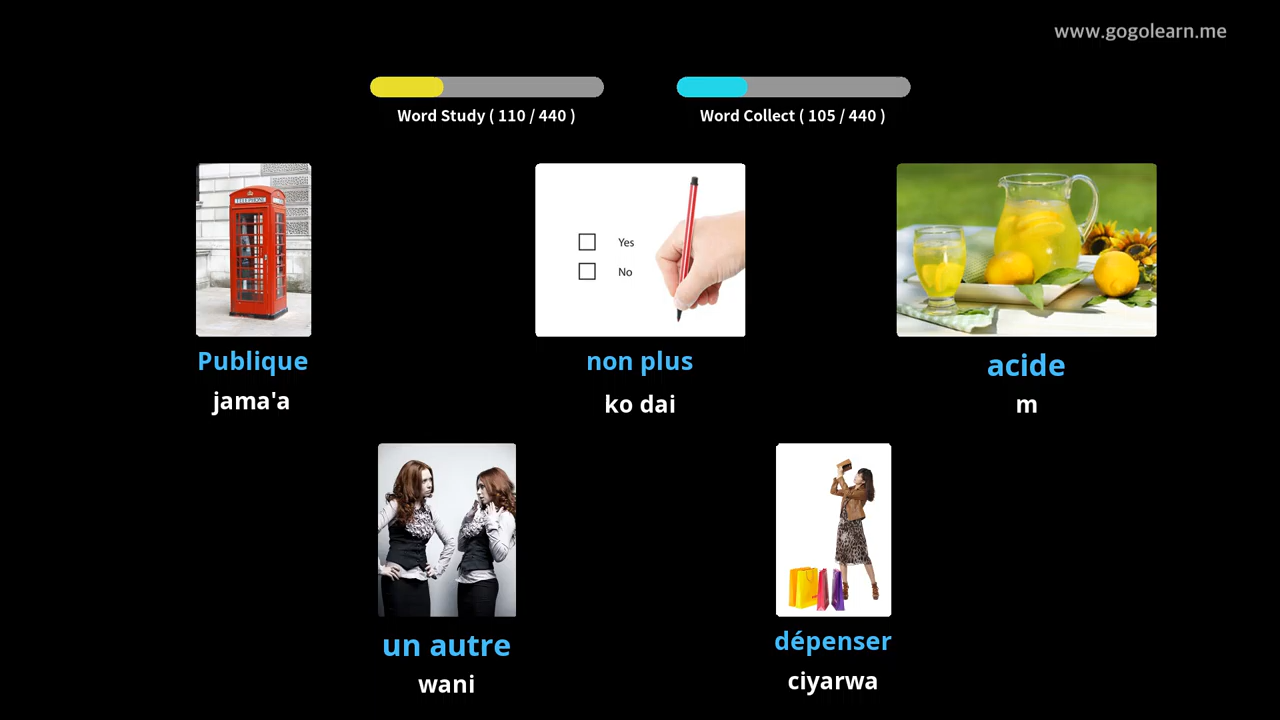 www.gogolearn.me
Word Study ( 110 / 440 )
Word Collect ( 105 / 440 )
TELEPHONE
Yes
No
Publique
jama'a
non plus
ko dai
acide
m
un autre
wani
dépenser
ciyarwa